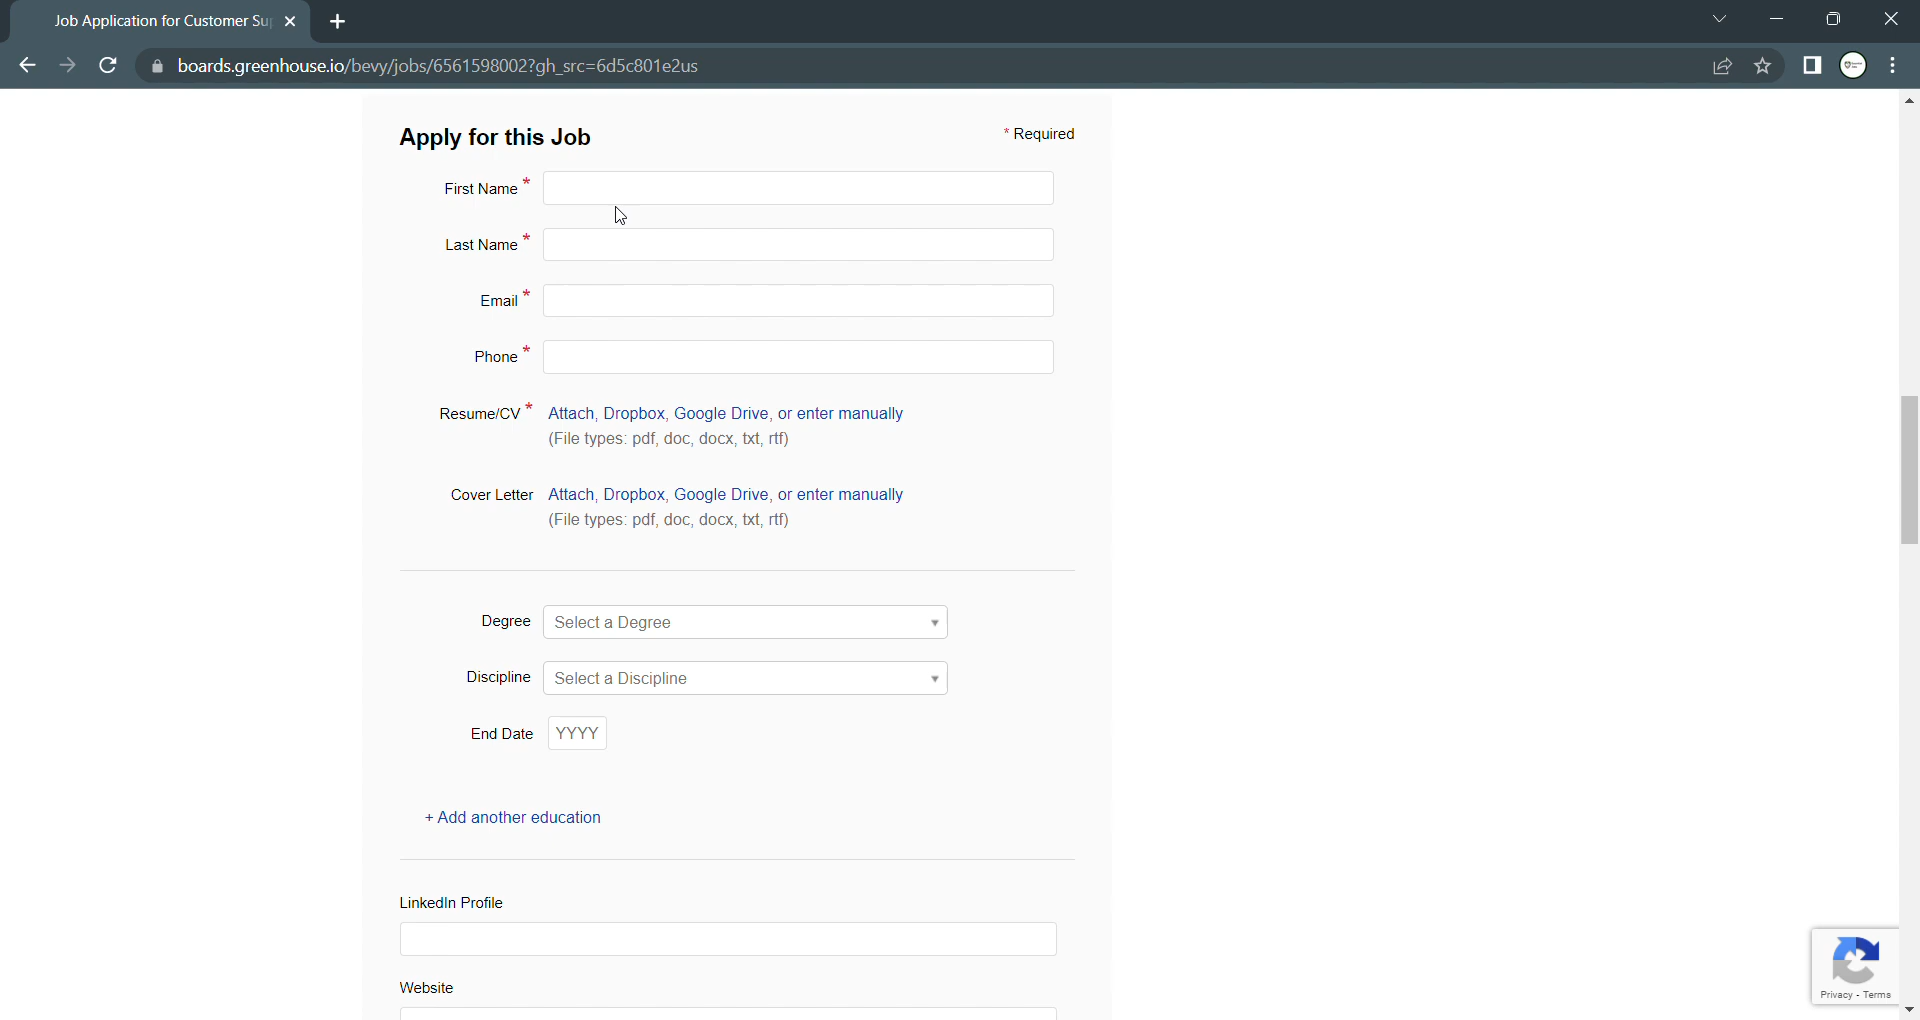 Job Application for Customer Su
boards.greenhouse.io/bevy/jobs/6561598002?gh_src=6d5c801e2us
Apply for this Job
* Required
First Name *
Last Name *
Email *
Phone *
Resume/CV * Attach, Dropbox, Google Drive, or enter manually
(File types: pdf, doc, docx, txt, rtf)
Cover Letter Attach, Dropbox, Google Drive, or enter manually
(File types: pdf, doc, docx, txt, rtf)
Degree Select a Degree
Discipline Select a Discipline
End Date YYYY
+ Add another education
LinkedIn Profile
Website
Privacy - Terms